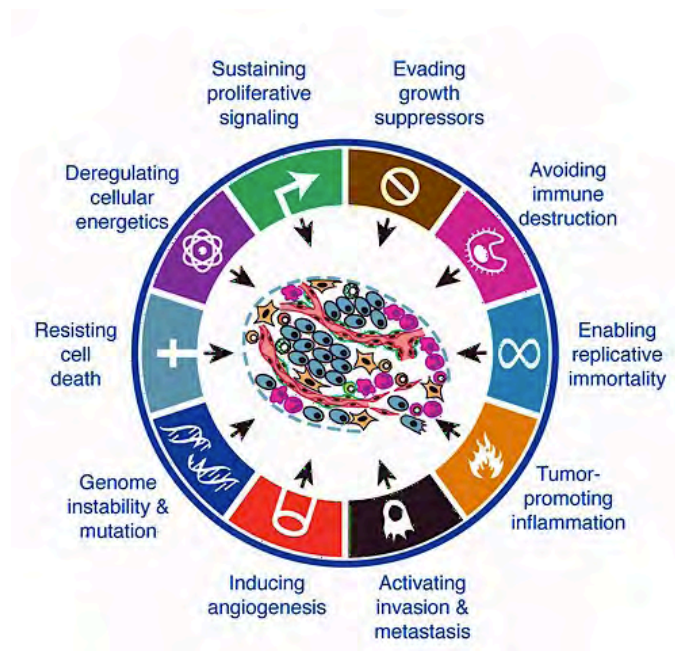 Sustaining
proliferative
signaling
Evading
growth
suppressors
Avoiding
immune
destruction
Enabling
replicative
immortality
Tumor-
promoting
inflammation
Activating
invasion &
metastasis
Inducing
angiogenesis
Genome
instability &
mutation
Resisting
cell
death
Deregulating
cellular
energetics